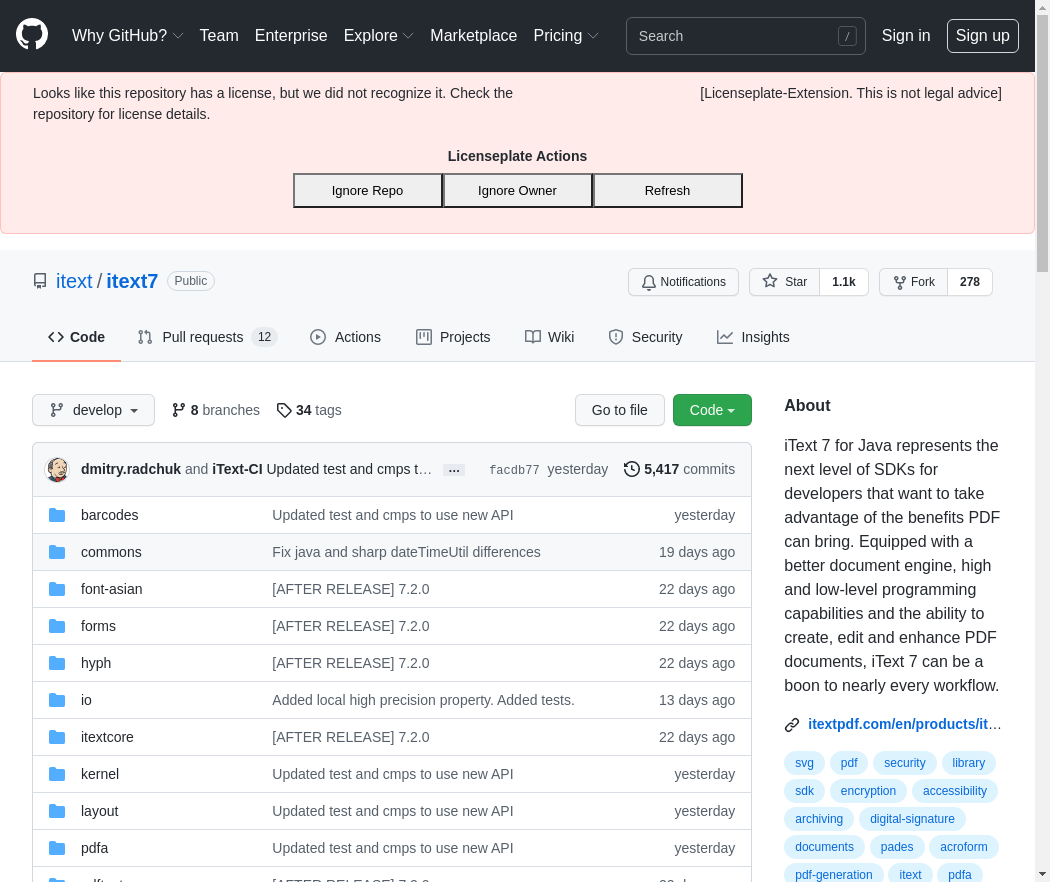 Why GitHub? Team Enterprise Explore Marketplace Pricing Search / Sign in Sign up
Looks like this repository has a license, but we did not recognize it. Check the
repository for license details.
[Licenseplate-Extension. This is not legal advice]
Licenseplate Actions
Ignore Repo Ignore Owner Refresh
itext / itext7 Public Notifications Star 1.1k Fork 278
Code Pull requests 12 Actions Projects Wiki Security Insights
develop 8 branches 34 tags Go to file Code
dmitry.radchuk and iText-CI Updated test and cmps t… … facdb77 yesterday 5,417 commits
barcodes Updated test and cmps to use new API yesterday
commons Fix java and sharp dateTimeUtil differences 19 days ago
font-asian [AFTER RELEASE] 7.2.0 22 days ago
forms [AFTER RELEASE] 7.2.0 22 days ago
hyph [AFTER RELEASE] 7.2.0 22 days ago
io Added local high precision property. Added tests. 13 days ago
itextcore [AFTER RELEASE] 7.2.0 22 days ago
kernel Updated test and cmps to use new API yesterday
layout Updated test and cmps to use new API yesterday
pdfa Updated test and cmps to use new API yesterday
About
iText 7 for Java represents the
next level of SDKs for
developers that want to take
advantage of the benefits PDF
can bring. Equipped with a
better document engine, high
and low-level programming
capabilities and the ability to
create, edit and enhance PDF
documents, iText 7 can be a
boon to nearly every workflow.
itextpdf.com/en/products/it…
svg pdf security library
sdk encryption accessibility
archiving digital-signature
documents pades acroform
pdf-generation itext pdfa